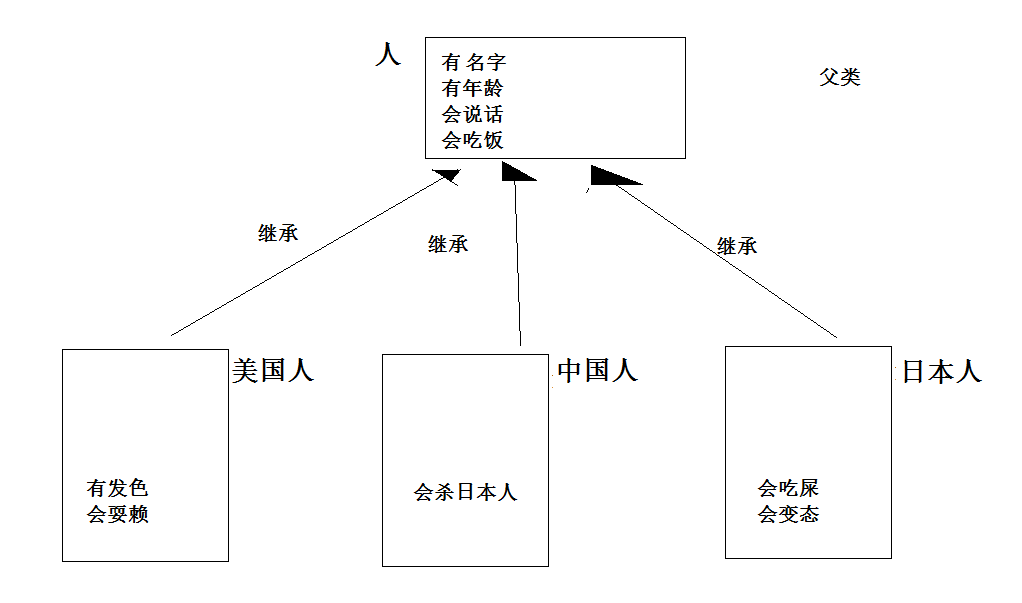 人
有 名字
有年龄
会说话
会吃饭
父类
继承
继承
继承
美国人
有发色
会耍赖
中国人
会杀日本人
日本人
会吃屎
会变态